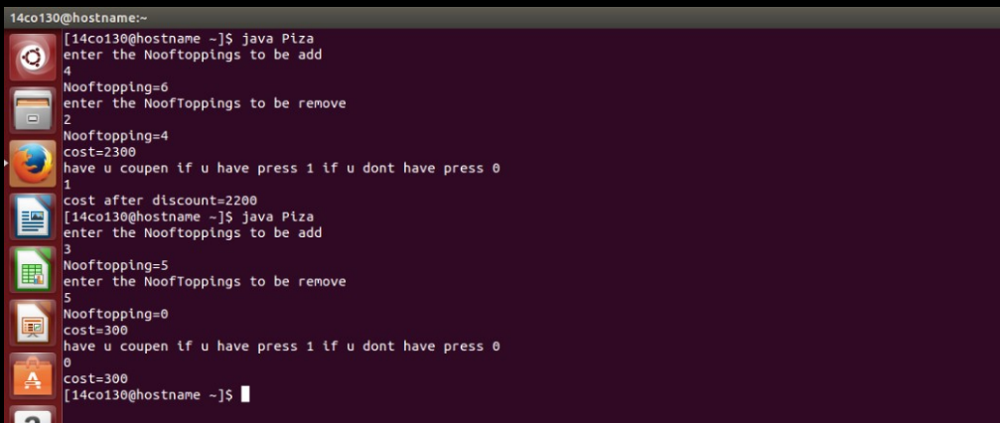 14co130@hostname:~
[14co130@hostname ~]$ java Piza
enter the Nooftoppings to be add
4
Nooftopping=6
enter the NoofToppings to be remove
2
Nooftopping=4
cost=2300
have u coupen if u have press 1 if u dont have press 0
1
cost after discount=2200
[14co130@hostname ~]$ java Piza
enter the Nooftoppings to be add
3
Nooftopping=5
enter the NoofToppings to be remove
5
Nooftopping=0
cost=300
have u coupen if u have press 1 if u dont have press 0
0
cost=300
[14co130@hostname ~]$